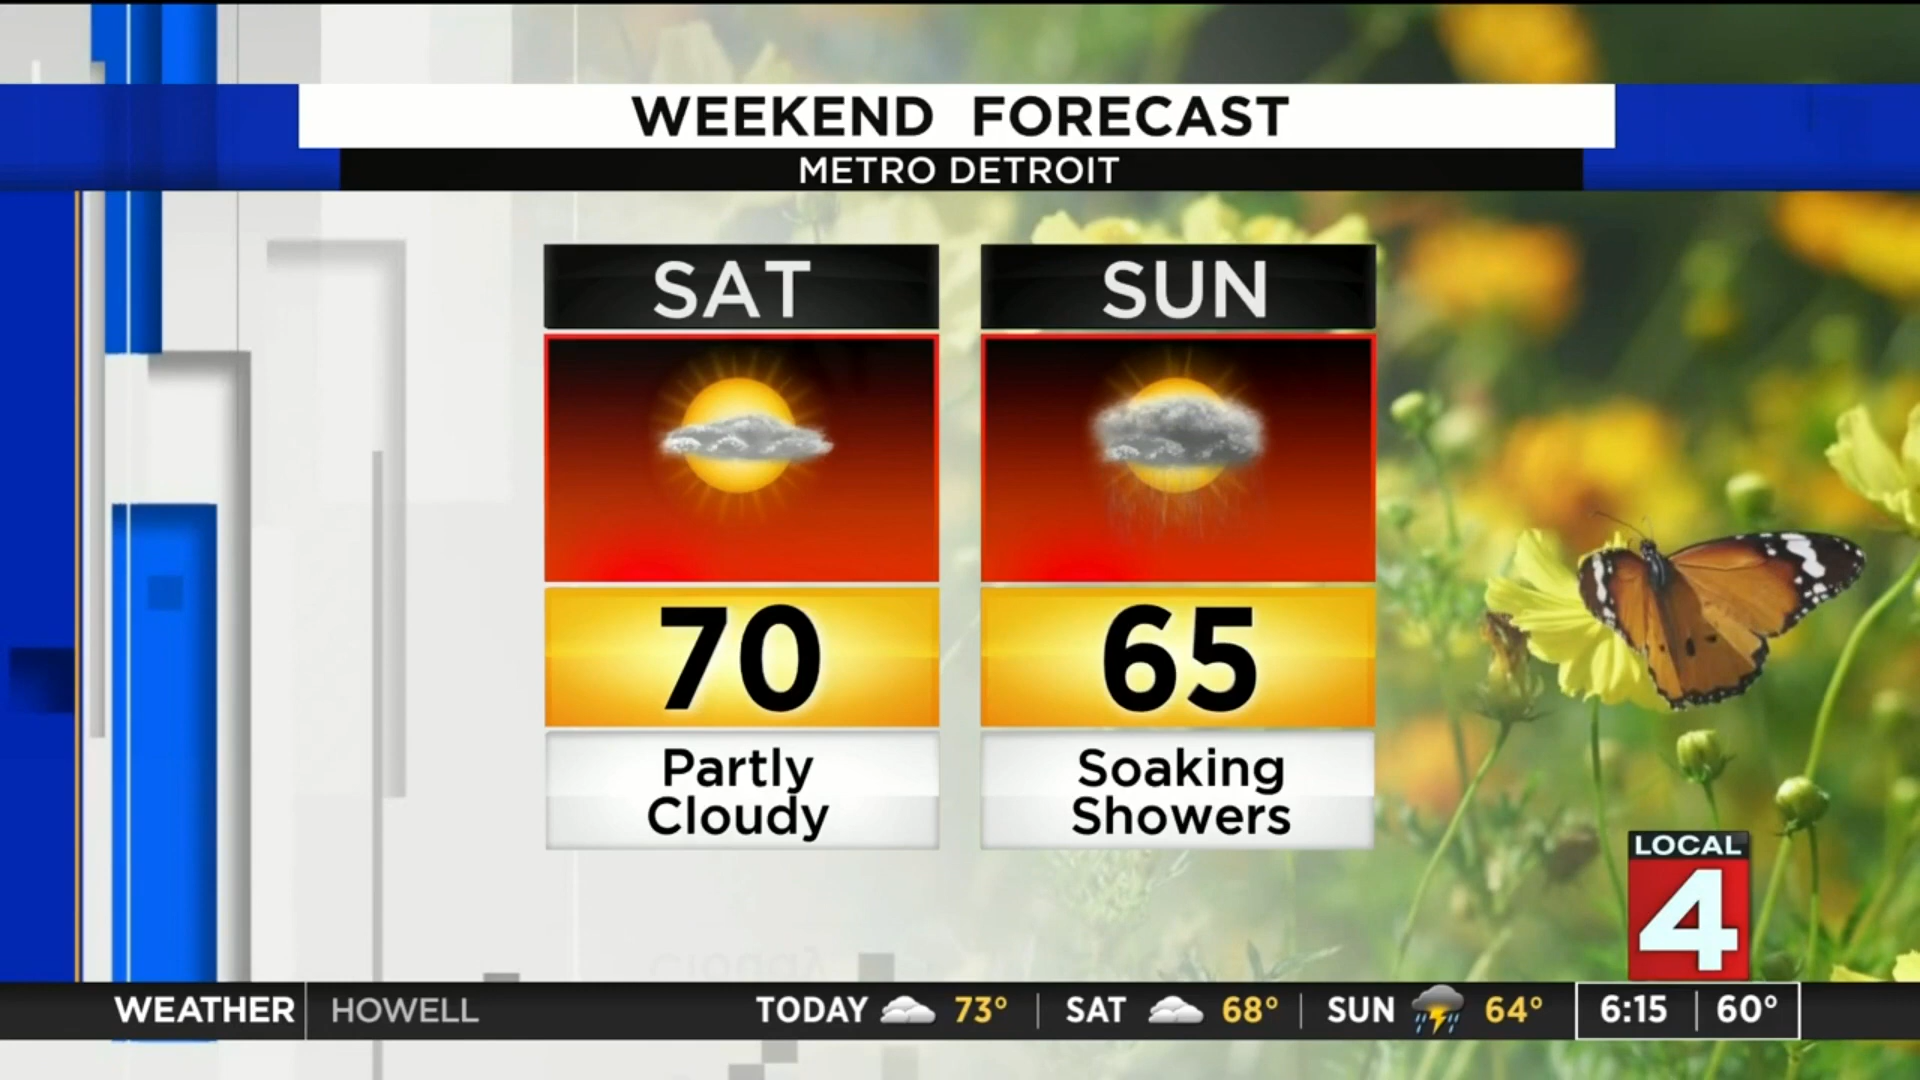 WEEKEND FORECAST
METRO DETROIT
SAT
SUN
70
65
Partly
Cloudy
Soaking
Showers
LOCAL
4
WEATHER HOWELL TODAY 73° SAT 68° SUN 64° 6:15 60°